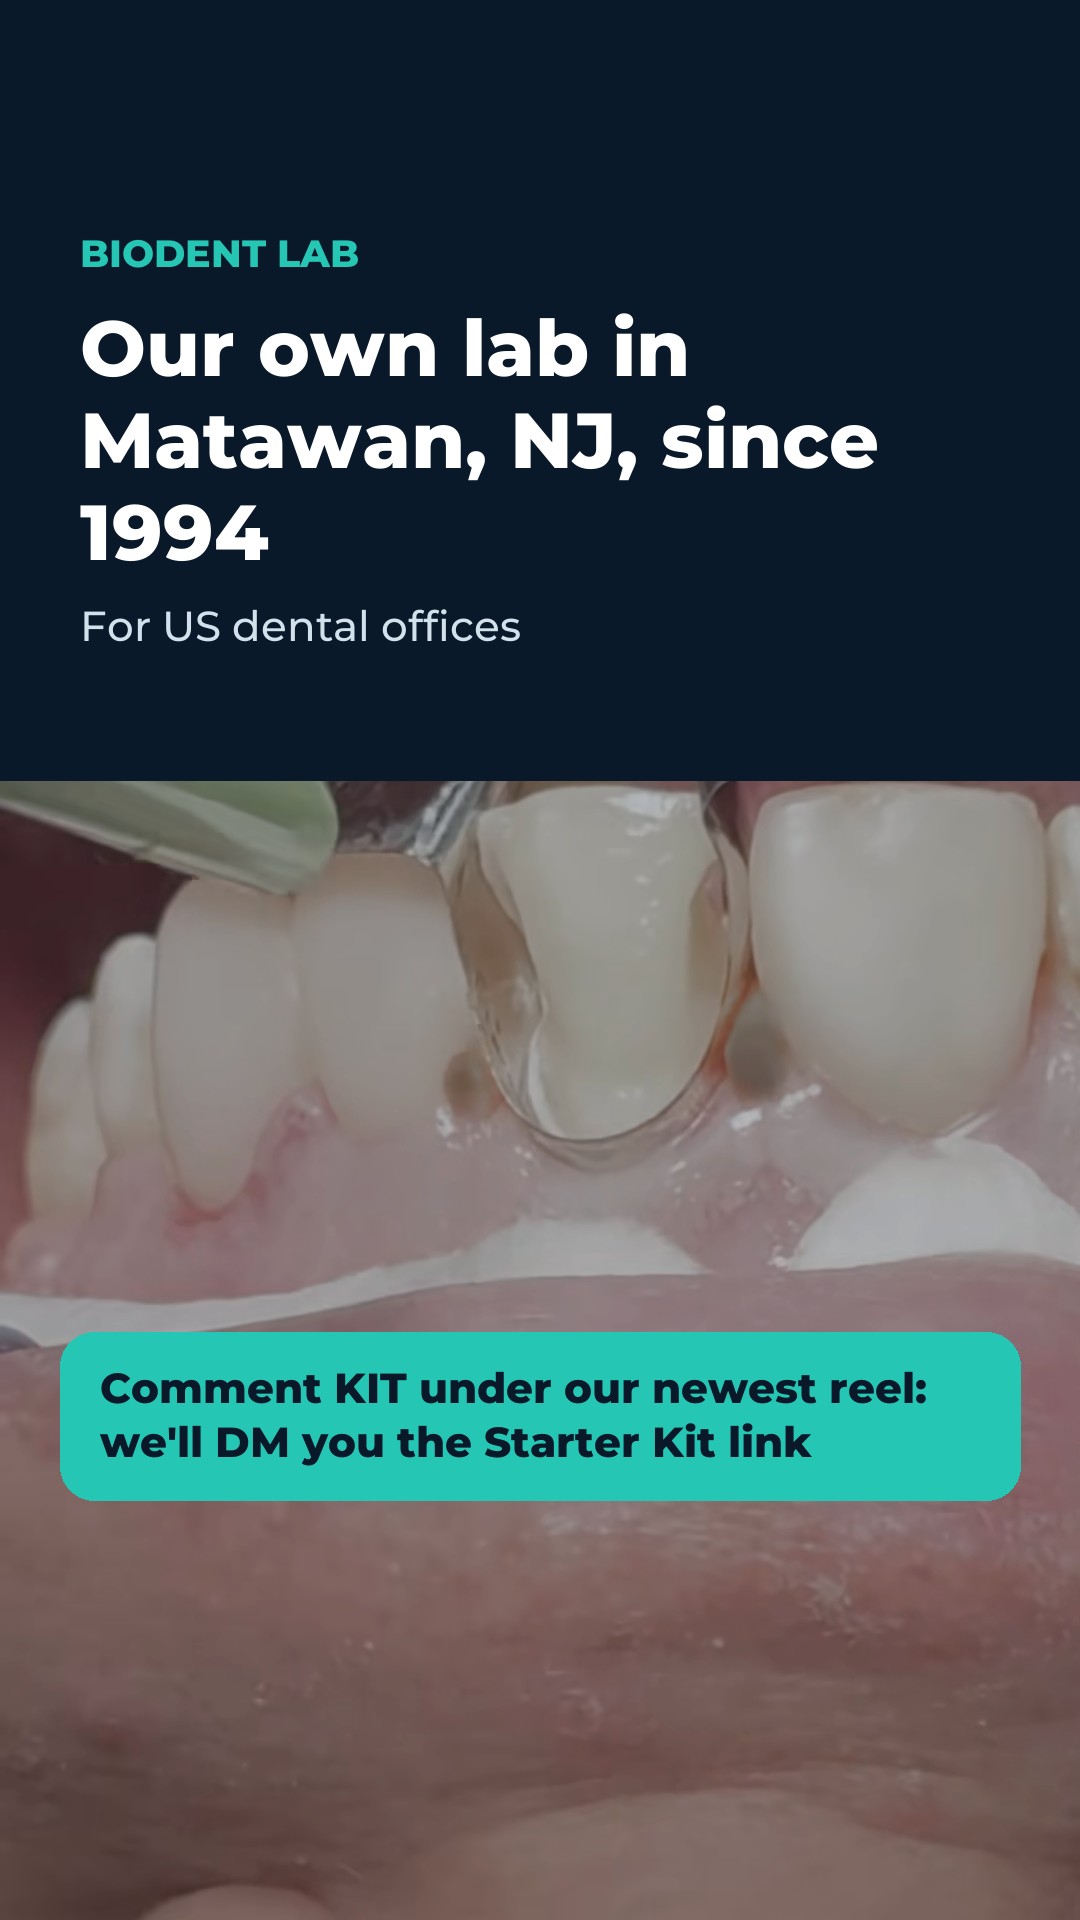 BIODENT LAB
Our own lab in
Matawan, NJ, since
1994
For US dental offices
Comment KIT under our newest reel:
we'll DM you the Starter Kit link